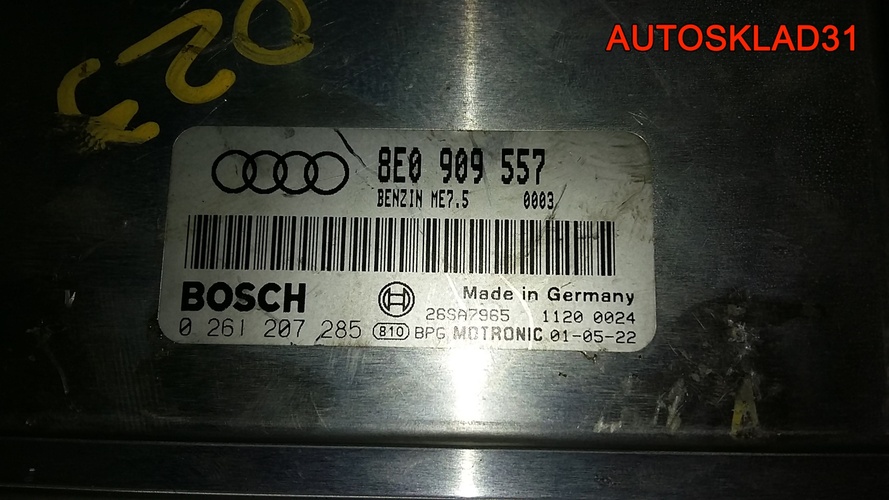 AUTOSKLAD31
520
8E0 909 557
BENZIN ME7.5 0003
BOSCH
Made in Germany
26SA7965 1120 0024
0 261 207 285 810 BPG MOTRONIC 01-05-22